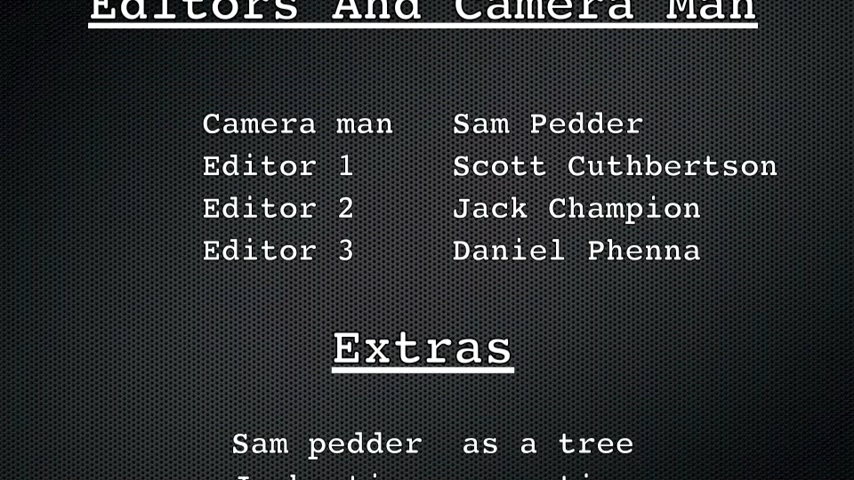 Editors And Camera Man
Camera man Sam Pedder
Editor 1 Scott Cuthbertson
Editor 2 Jack Champion
Editor 3 Daniel Phenna
Extras
Sam pedder as a tree